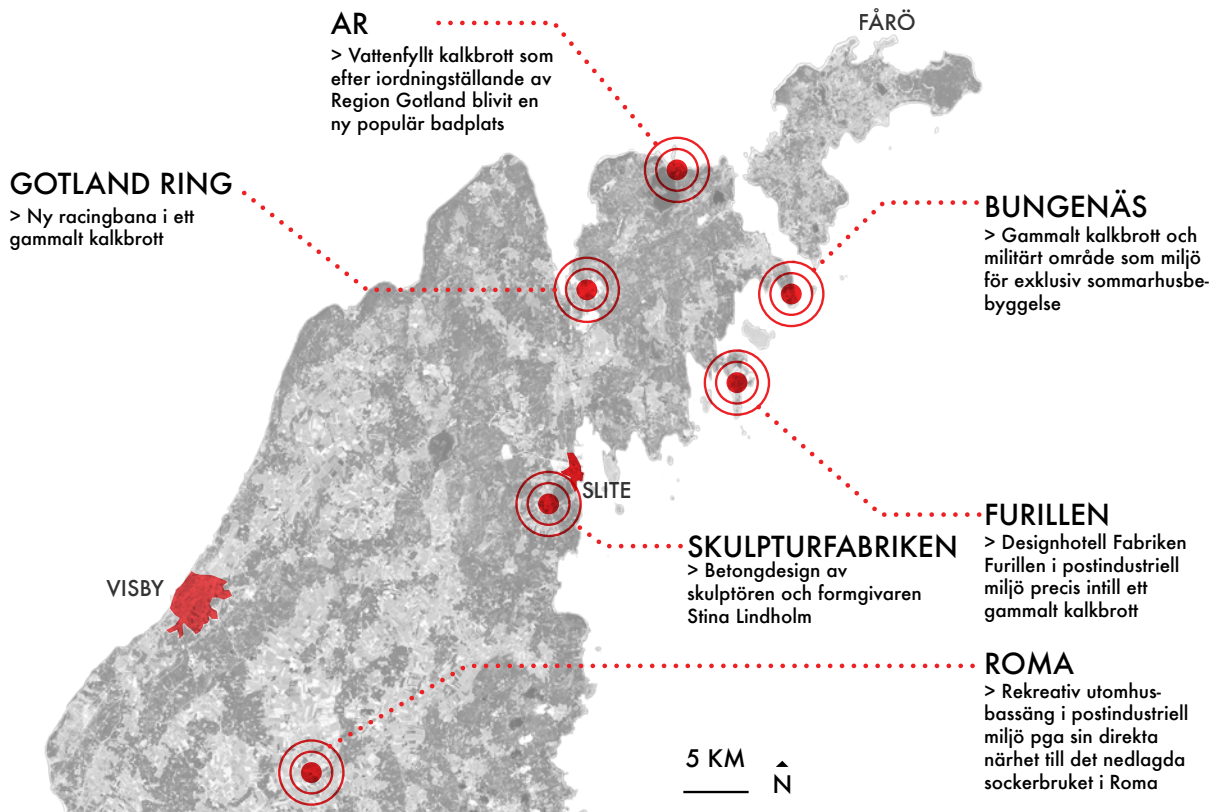 AR
> Vattenfyllt kalkbrott som
efter iordningställande av
Region Gotland blivit en
ny populär badplats
FÅRÖ
GOTLAND RING
> Ny racingbana i ett
gammalt kalkbrott
BUNGENÄS
> Gammalt kalkbrott och
militärt område som miljö
för exklusiv sommarhusbe-
byggelse
SLITE
FURILLEN
> Designhotell Fabriken
Furillen i postindustriell
miljö precis intill ett
gammalt kalkbrott
SKULPTURFABRIKEN
> Betongdesign av
skulptören och formgivaren
Stina Lindholm
VISBY
ROMA
> Rekreativ utomhus-
bassäng i postindustriell
miljö pga sin direkta
närhet till det nedlagda
sockerbruket i Roma
5 KM
N